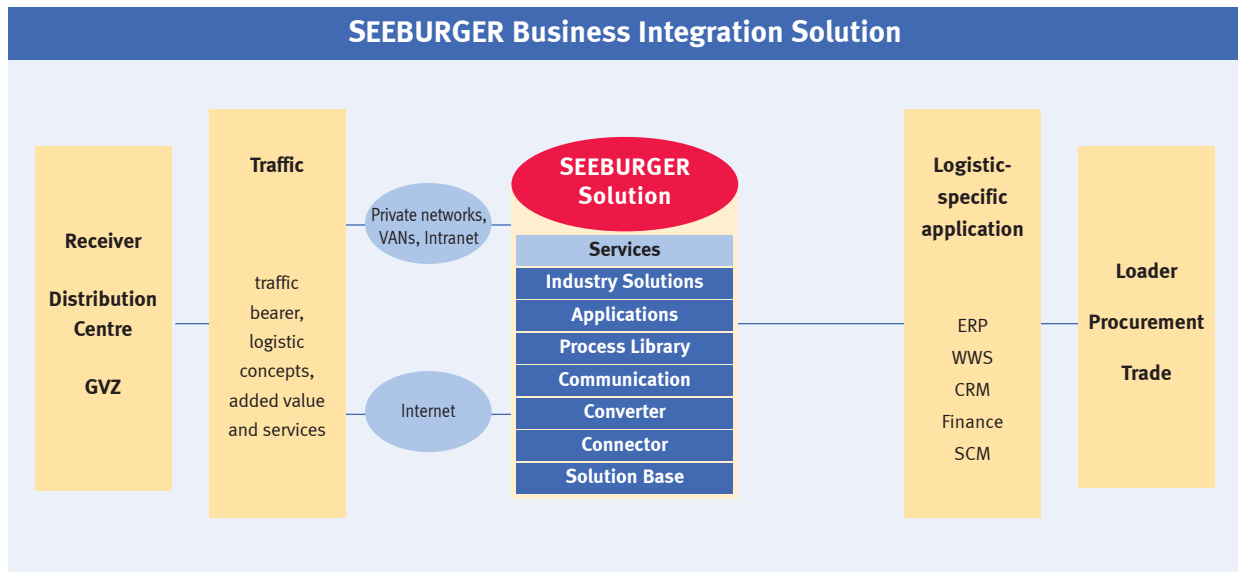 SEEBURGER Business Integration Solution
Receiver
Distribution
Centre
GVZ
Traffic
traffic
bearer,
logistic
concepts,
added value
and services
Private networks,
VANs, Intranet
Internet
SEEBURGER
Solution
Services
Industry Solutions
Applications
Process Library
Communication
Converter
Connector
Solution Base
Logistic-
specific
application
ERP
WWS
CRM
Finance
SCM
Loader
Procurement
Trade